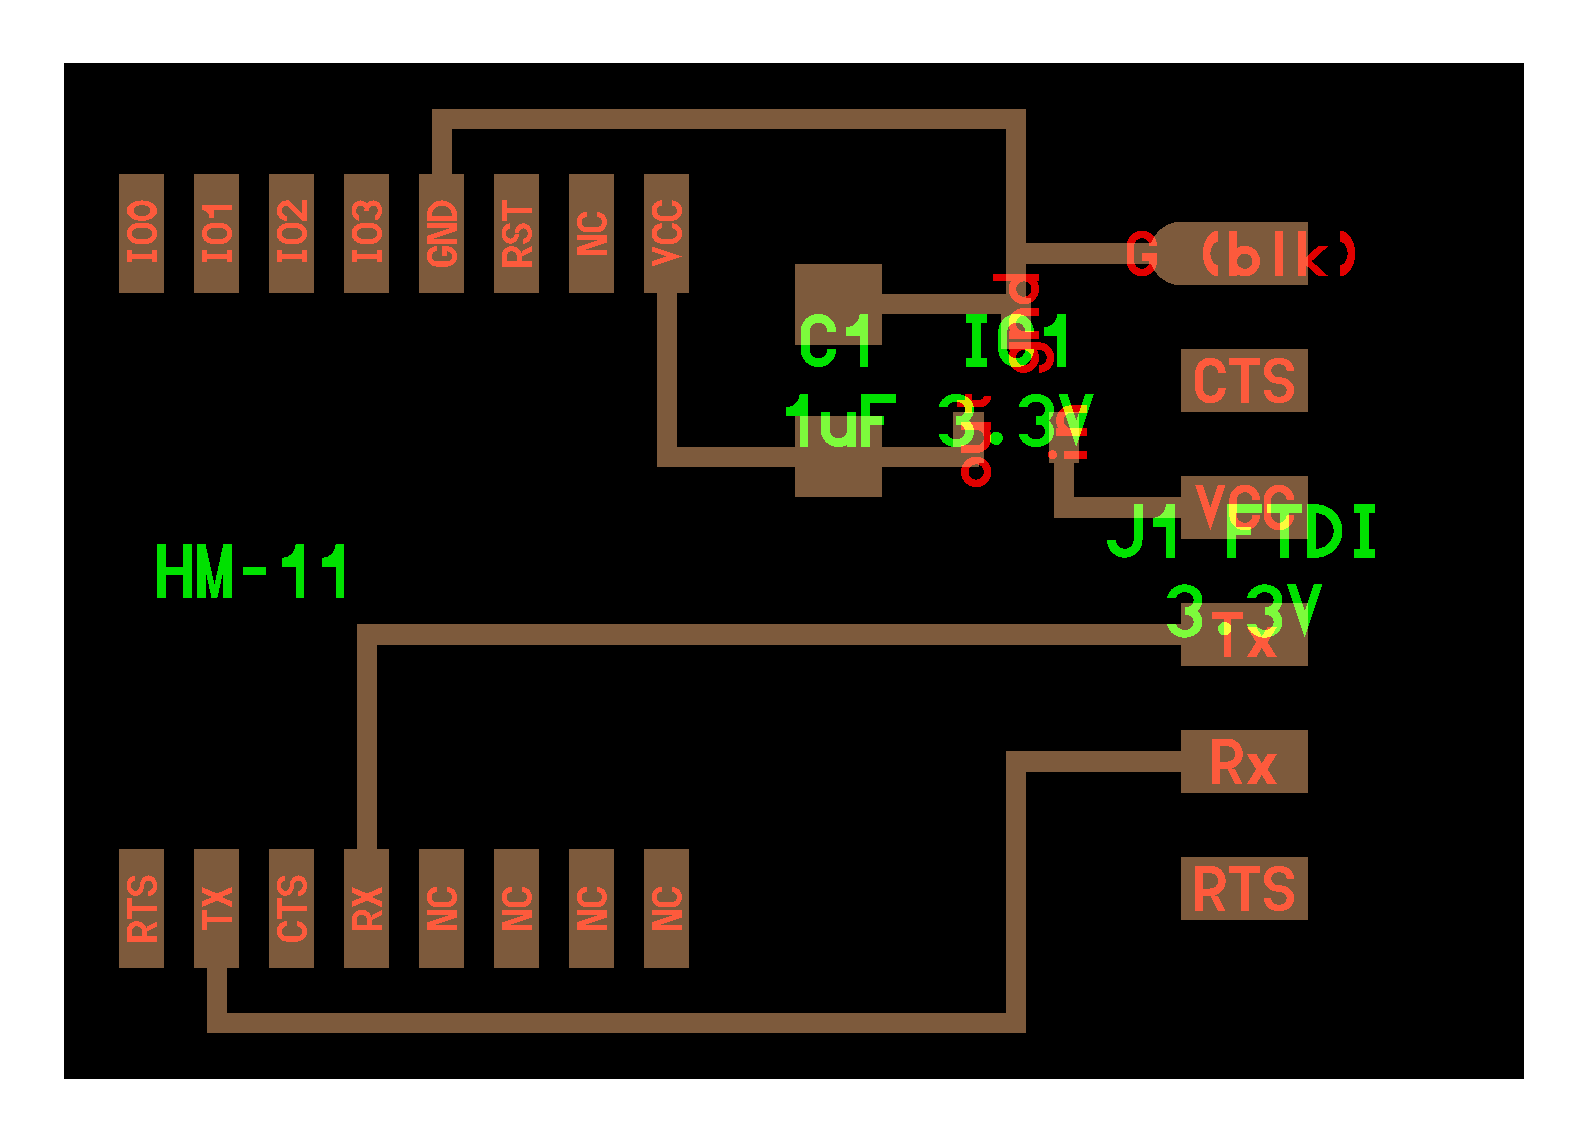 IO0
IO1
IO2
IO3
GND
RST
NC
VCC
G (blk)
gnd
C1
IC1
1uF
3.3V
out
in
CTS
VCC
J1 FTDI
3.3V
HM-11
Tx
Rx
RTS
RTS
TX
CTS
RX
NC
NC
NC
NC